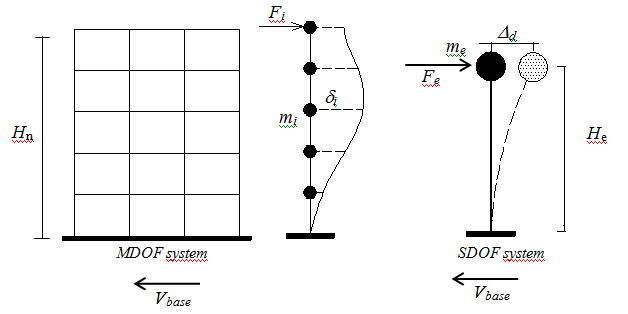 F_i
Δ_d
m_e
F_e
H_n
δ_i
m_i
H_e
MDOF system
SDOF system
V_base
V_base